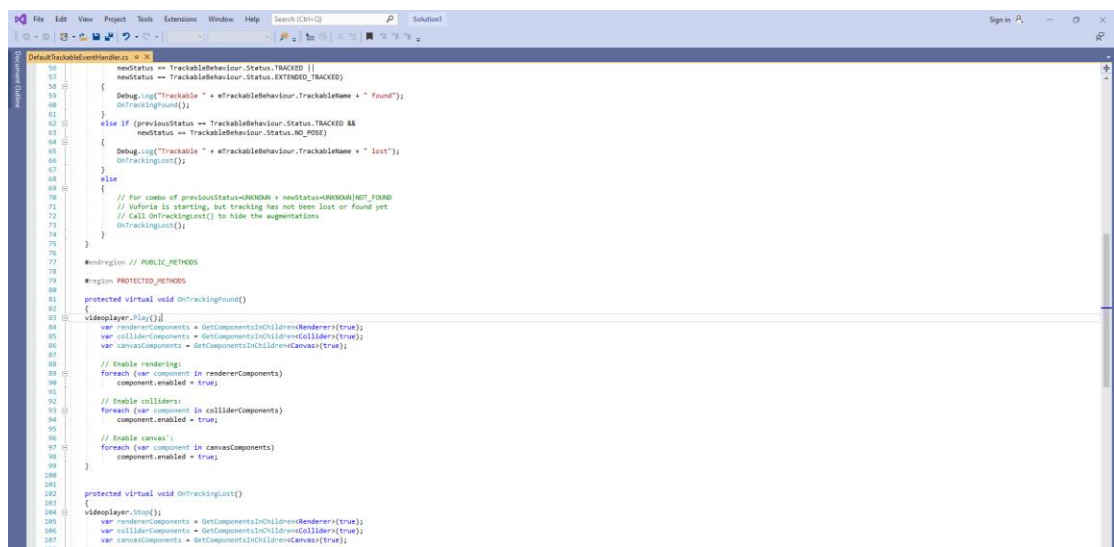 File Edit View Project Tools Extensions Window Help Search (Ctrl+Q) Solution1 Sign in
Document Outline
DefaultTrackableEventHandler.cs
56 newStatus == TrackableBehaviour.Status.TRACKED ||
57 newStatus == TrackableBehaviour.Status.EXTENDED_TRACKED)
58 {
59 Debug.Log("Trackable " + mTrackableBehaviour.TrackableName + " found");
60 OnTrackingFound();
61 }
62 else if (previousStatus == TrackableBehaviour.Status.TRACKED &&
63 newStatus == TrackableBehaviour.Status.NO_POSE)
64 {
65 Debug.Log("Trackable " + mTrackableBehaviour.TrackableName + " lost");
66 OnTrackingLost();
67 }
68 else
69 {
70 // For combo of previousStatus=UNKNOWN + newStatus=UNKNOWN|NOT_FOUND
71 // Vuforia is starting, but tracking has not been lost or found yet
72 // Call OnTrackingLost() to hide the augmentations
73 OnTrackingLost();
74 }
75 }
76
77 #endregion // PUBLIC_METHODS
78
79 #region PROTECTED_METHODS
80
81 protected virtual void OnTrackingFound()
82 {
83 videoplayer.Play();
84 var rendererComponents = GetComponentsInChildren<Renderer>(true);
85 var colliderComponents = GetComponentsInChildren<Collider>(true);
86 var canvasComponents = GetComponentsInChildren<Canvas>(true);
87
88 // Enable rendering:
89 foreach (var component in rendererComponents)
90 component.enabled = true;
91
92 // Enable colliders:
93 foreach (var component in colliderComponents)
94 component.enabled = true;
95
96 // Enable canvas':
97 foreach (var component in canvasComponents)
98 component.enabled = true;
99 }
100
101
102 protected virtual void OnTrackingLost()
103 {
104 videoplayer.Stop();
105 var rendererComponents = GetComponentsInChildren<Renderer>(true);
106 var colliderComponents = GetComponentsInChildren<Collider>(true);
107 var canvasComponents = GetComponentsInChildren<Canvas>(true);